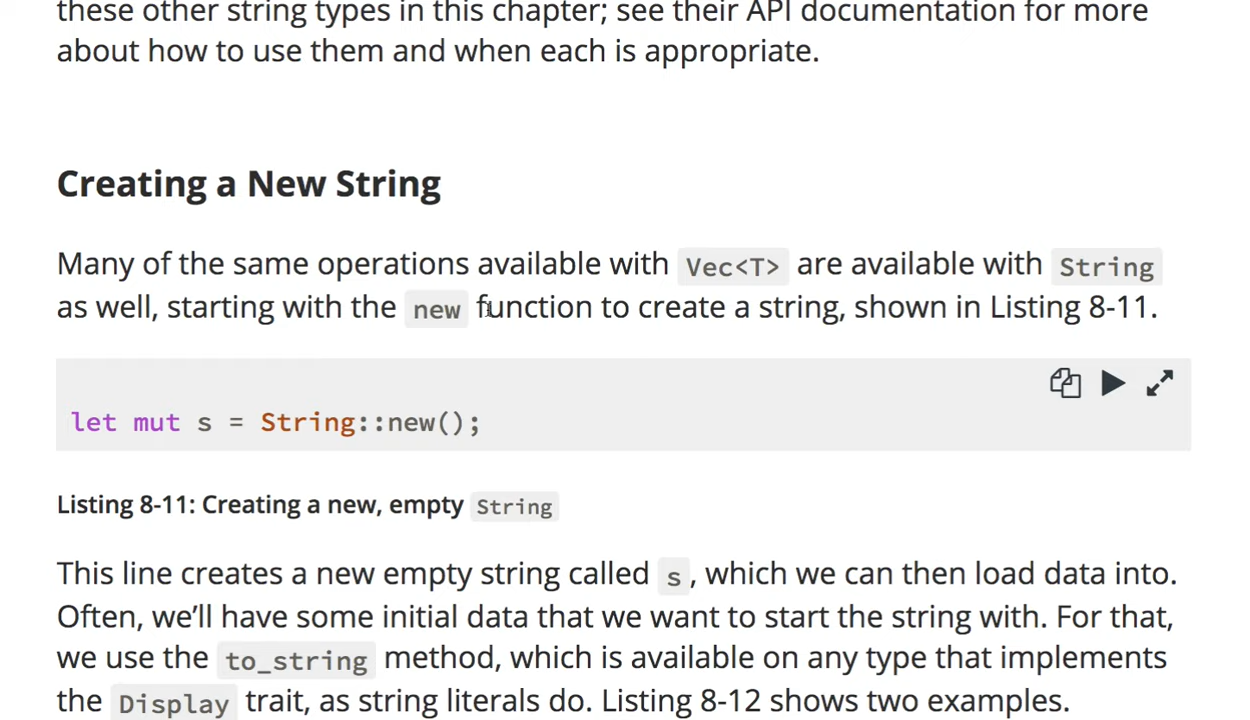 these other string types in this chapter; see their API documentation for more
about how to use them and when each is appropriate.
Creating a New String
Many of the same operations available with Vec<T> are available with String
as well, starting with the new function to create a string, shown in Listing 8-11.
let mut s = String::new();
Listing 8-11: Creating a new, empty String
This line creates a new empty string called s, which we can then load data into.
Often, we’ll have some initial data that we want to start the string with. For that,
we use the to_string method, which is available on any type that implements
the Display trait, as string literals do. Listing 8-12 shows two examples.